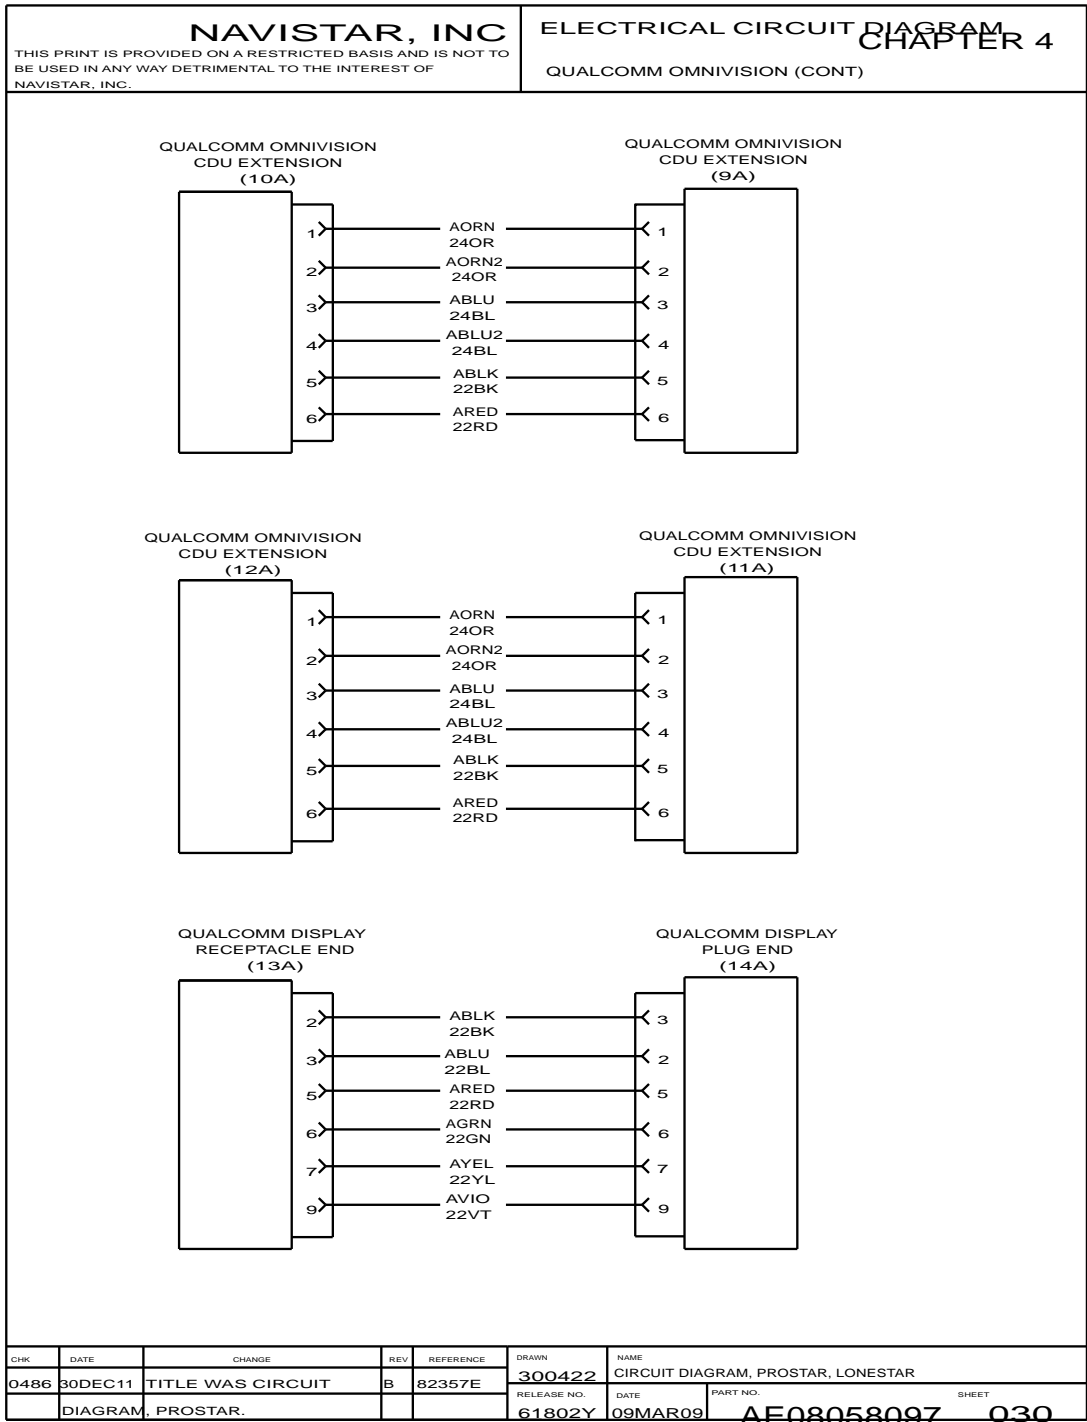 NAVISTAR, INC
THIS PRINT IS PROVIDED ON A RESTRICTED BASIS AND IS NOT TO
BE USED IN ANY WAY DETRIMENTAL TO THE INTEREST OF
NAVISTAR, INC.
ELECTRICAL CIRCUIT DIAGRAM
CHAPTER 4
QUALCOMM OMNIVISION (CONT)
QUALCOMM OMNIVISION
CDU EXTENSION
(10A)
QUALCOMM OMNIVISION
CDU EXTENSION
(9A)
1 AORN 1
24OR
2 AORN2 2
24OR
3 ABLU 3
24BL
4 ABLU2 4
24BL
5 ABLK 5
22BK
6 ARED 6
22RD
QUALCOMM OMNIVISION
CDU EXTENSION
(12A)
QUALCOMM OMNIVISION
CDU EXTENSION
(11A)
1 AORN 1
24OR
2 AORN2 2
24OR
3 ABLU 3
24BL
4 ABLU2 4
24BL
5 ABLK 5
22BK
6 ARED 6
22RD
QUALCOMM DISPLAY
RECEPTACLE END
(13A)
QUALCOMM DISPLAY
PLUG END
(14A)
2 ABLK 3
22BK
3 ABLU 2
22BL
5 ARED 5
22RD
6 AGRN 6
22GN
7 AYEL 7
22YL
9 AVIO 9
22VT
CHK DATE CHANGE REV REFERENCE
0486 30DEC11 TITLE WAS CIRCUIT B 82357E
DIAGRAM, PROSTAR.
DRAWN
300422
NAME
CIRCUIT DIAGRAM, PROSTAR, LONESTAR
RELEASE NO.
61802Y
DATE
09MAR09
PART NO.
AE08058097
SHEET
030